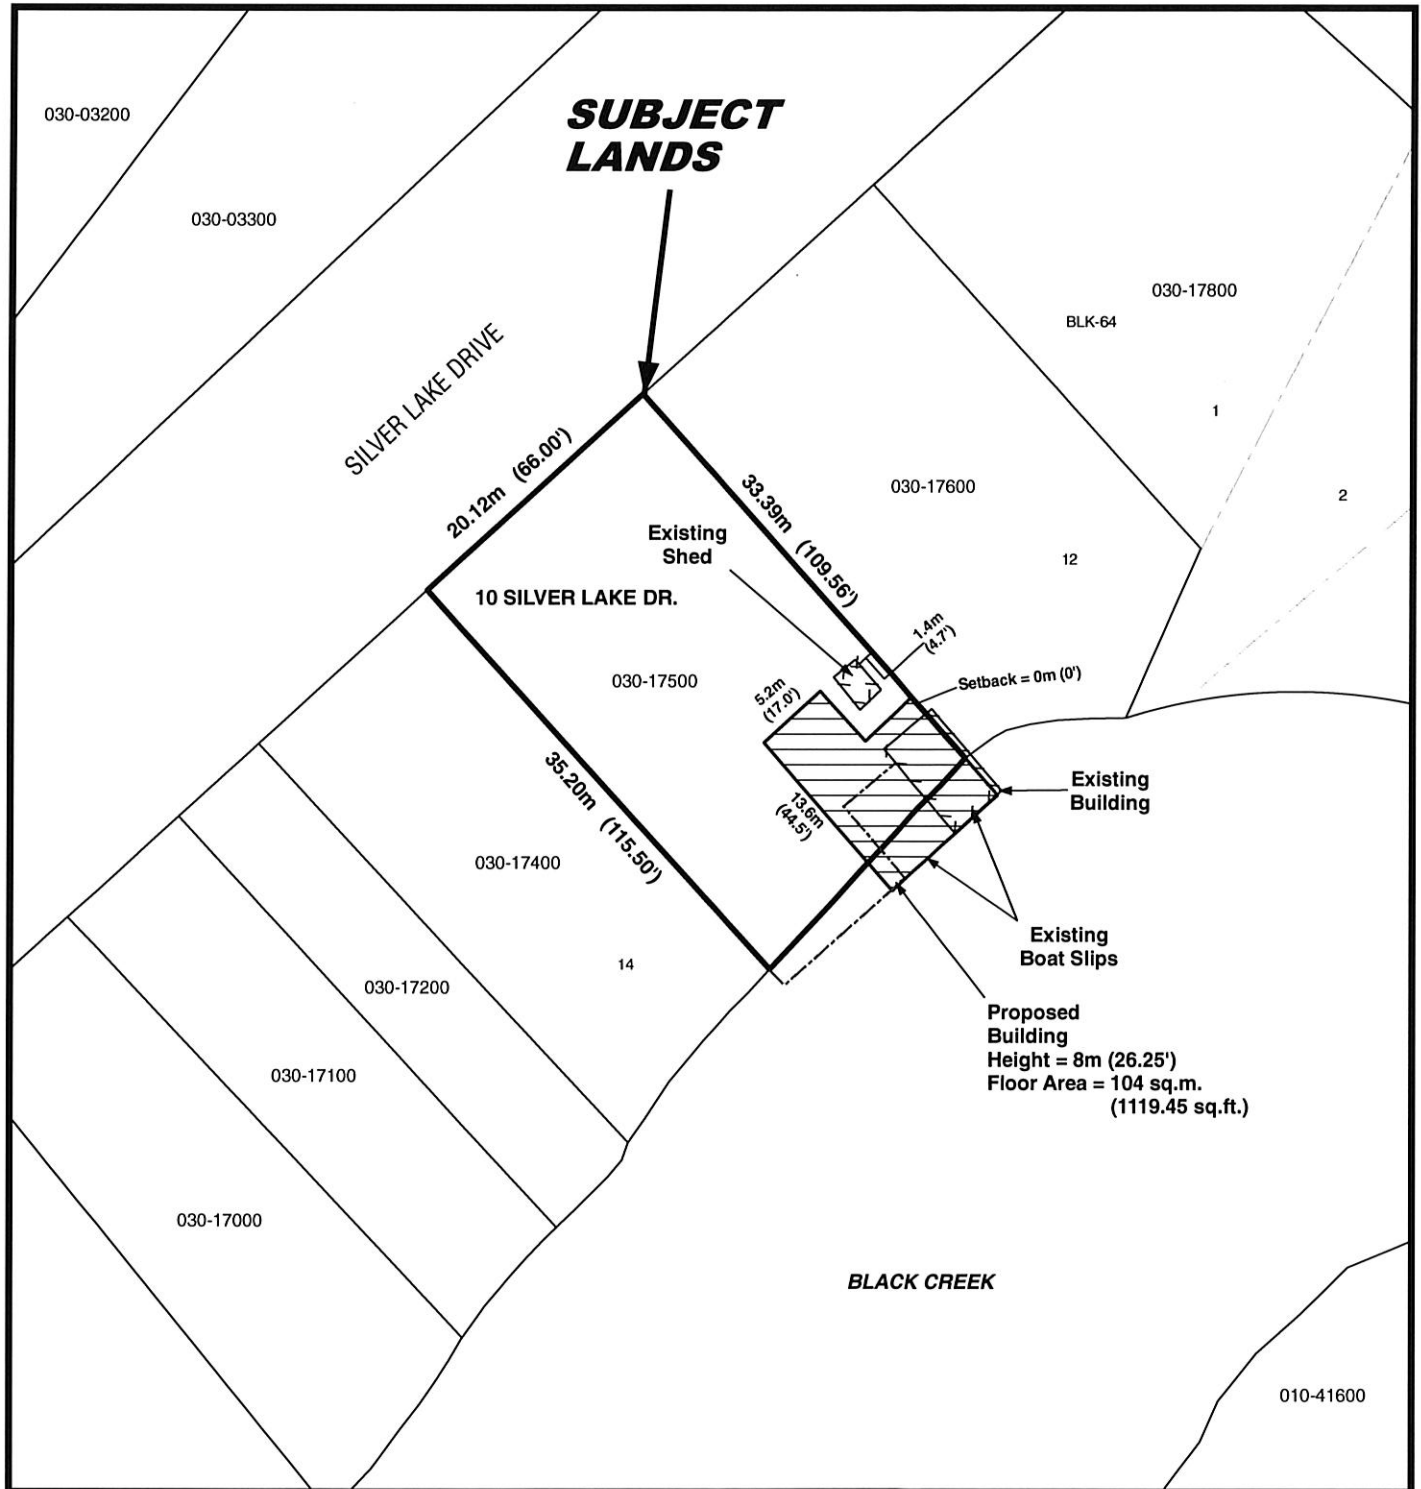 030-03200
SUBJECT
LANDS
030-03300
030-17800
BLK-64
SILVER LAKE DRIVE
1
20.12m (66.00')
33.39m (109.56')
030-17600
2
Existing
Shed
12
10 SILVER LAKE DR.
1.4m
(4.7')
030-17500
5.2m
(17.0')
Setback = 0m (0')
35.20m (115.50')
13.6m
(44.5')
Existing
Building
030-17400
Existing
Boat Slips
14
030-17200
Proposed
Building
Height = 8m (26.25')
Floor Area = 104 sq.m.
(1119.45 sq.ft.)
030-17100
030-17000
BLACK CREEK
010-41600